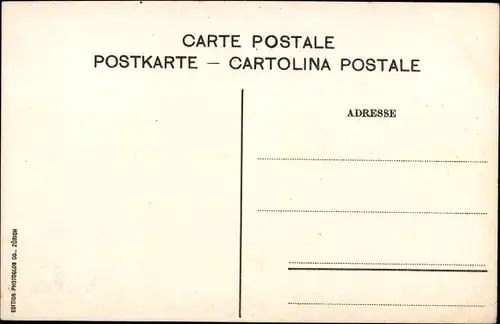 CARTE POSTALE
POSTKARTE — CARTOLINA POSTALE
ADRESSE
EDITION PHOTOGLOB CO., ZÜRICH